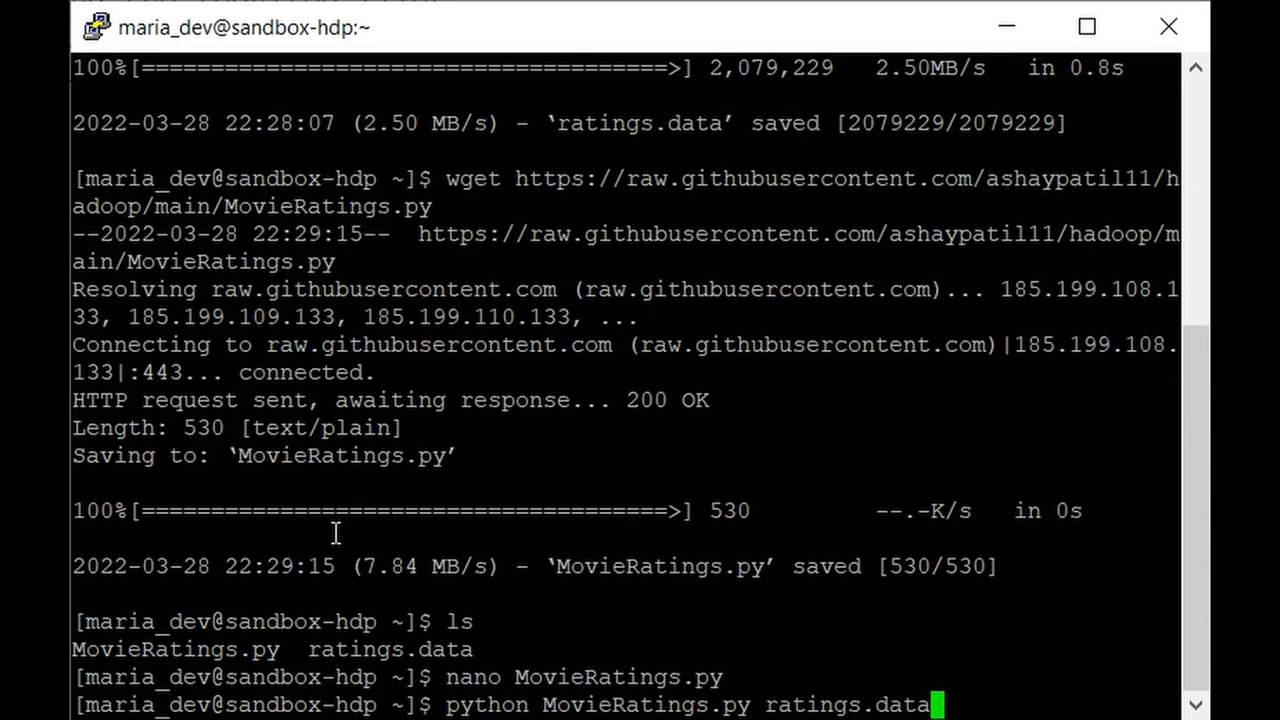 maria_dev@sandbox-hdp:~
100%[======================================>] 2,079,229   2.50MB/s   in 0.8s
2022-03-28 22:28:07 (2.50 MB/s) - ‘ratings.data’ saved [2079229/2079229]
[maria_dev@sandbox-hdp ~]$ wget https://raw.githubusercontent.com/ashaypatil11/h
adoop/main/MovieRatings.py
--2022-03-28 22:29:15--  https://raw.githubusercontent.com/ashaypatil11/hadoop/m
ain/MovieRatings.py
Resolving raw.githubusercontent.com (raw.githubusercontent.com)... 185.199.108.1
33, 185.199.109.133, 185.199.110.133, ...
Connecting to raw.githubusercontent.com (raw.githubusercontent.com)|185.199.108.
133|:443... connected.
HTTP request sent, awaiting response... 200 OK
Length: 530 [text/plain]
Saving to: ‘MovieRatings.py’
100%[======================================>] 530         --.-K/s   in 0s
2022-03-28 22:29:15 (7.84 MB/s) - ‘MovieRatings.py’ saved [530/530]
[maria_dev@sandbox-hdp ~]$ ls
MovieRatings.py  ratings.data
[maria_dev@sandbox-hdp ~]$ nano MovieRatings.py
[maria_dev@sandbox-hdp ~]$ python MovieRatings.py ratings.data